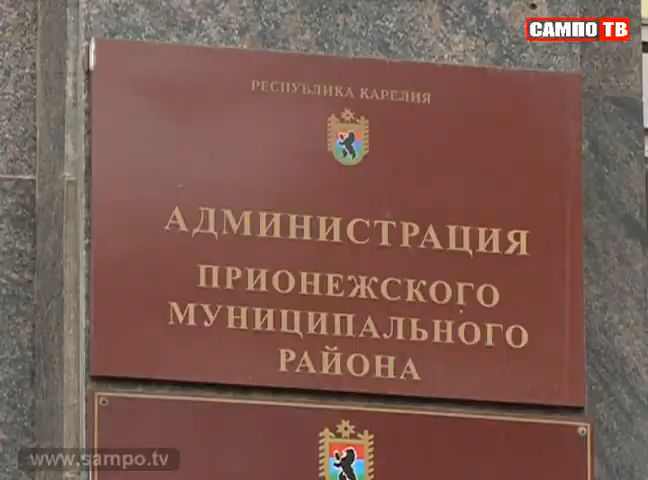 САМПО ТВ
РЕСПУБЛИКА КАРЕЛИЯ
АДМИНИСТРАЦИЯ
ПРИОНЕЖСКОГО
МУНИЦИПАЛЬНОГО
РАЙОНА
www.sampo.tv